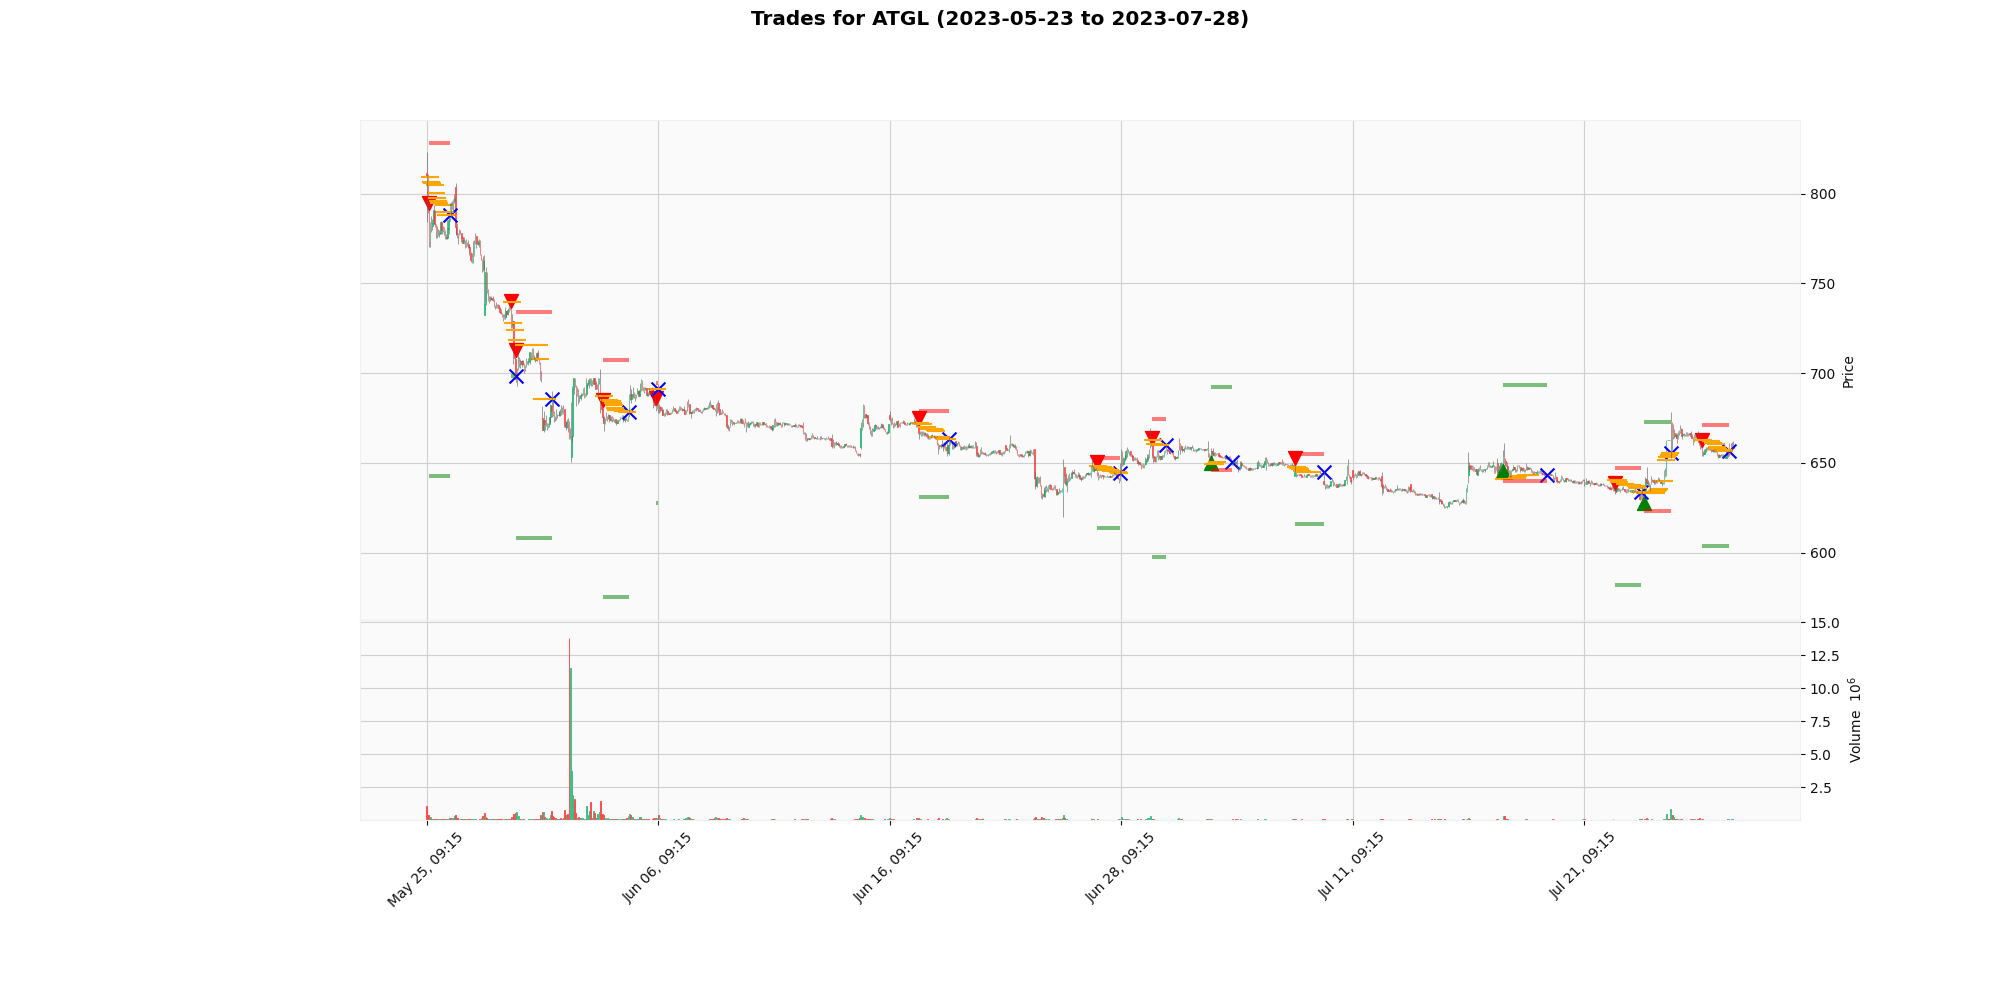 Trades for ATGL (2023-05-23 to 2023-07-28)
800
750
700
650
600
Price
15.0
12.5
10.0
7.5
5.0
2.5
Volume 10⁶
May 25, 09:15
Jun 06, 09:15
Jun 16, 09:15
Jun 28, 09:15
Jul 11, 09:15
Jul 21, 09:15